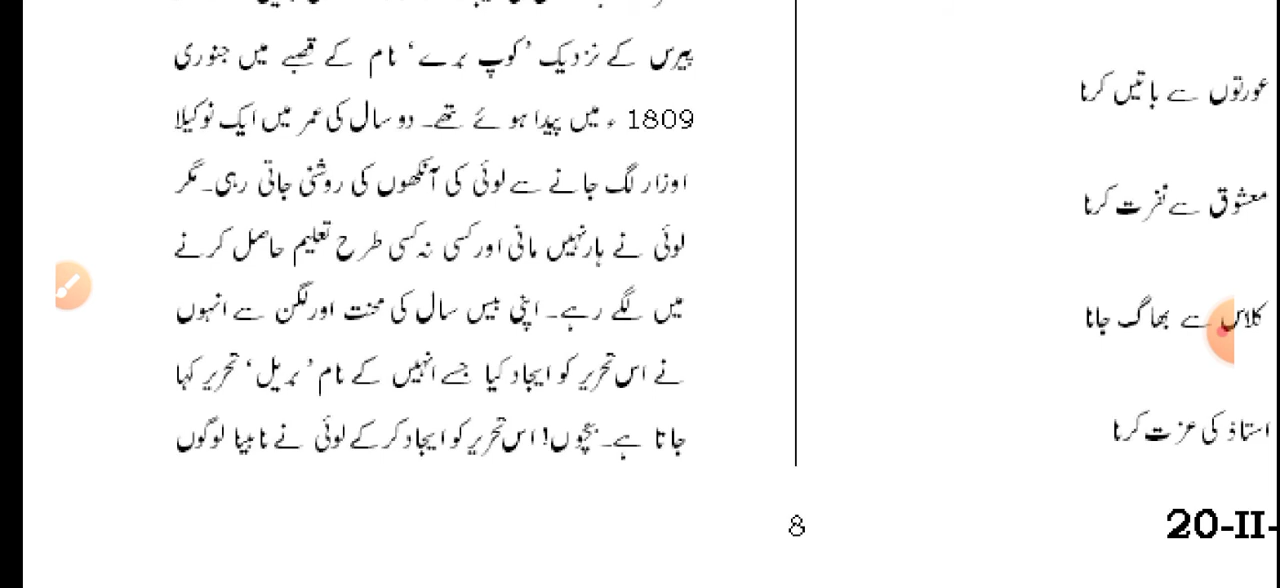 عورتوں سے باتیں کرنا
معشوق سے نفرت کرنا
کلاس سے بھاگ جانا
استاذ کی عزت کرنا
پیرس کے نزدیک ’کوپ برے‘ نام کے قصبے میں جنوری
1809ء میں پیدا ہوئے تھے۔ دو سال کی عمر میں ایک نوکیلا
اوزار لگ جانے سے لوئی کی آنکھوں کی روشنی جاتی رہی۔ مگر
لوئی نے ہار نہیں مانی اور کسی نہ کسی طرح تعلیم حاصل کرنے
میں لگے رہے۔ اپنی بیس سال کی محنت اور لگن سے انہوں
نے اس تحریر کو ایجاد کیا جسے انہیں کے نام ’بریل‘ تحریر کہا
جاتا ہے۔ بچوں! اس تحریر کو ایجاد کر کے لوئی نے نابینا لوگوں
8
20-II-